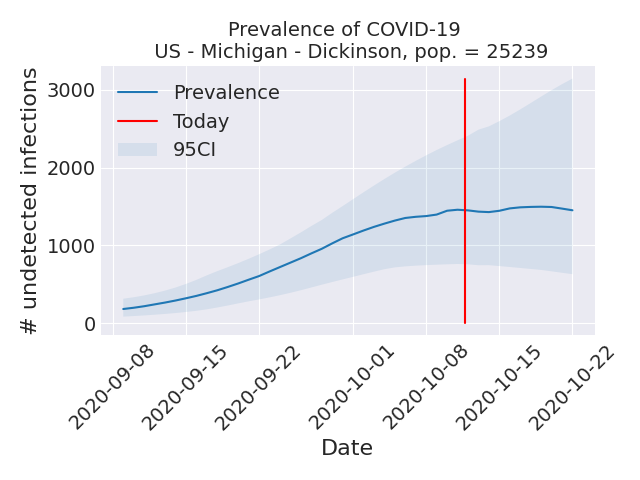 Prevalence of COVID-19
US - Michigan - Dickinson, pop. = 25239
# undetected infections
3000
2000
1000
0
Prevalence
Today
95CI
2020-09-08
2020-09-15
2020-09-22
2020-10-01
2020-10-08
2020-10-15
2020-10-22
Date